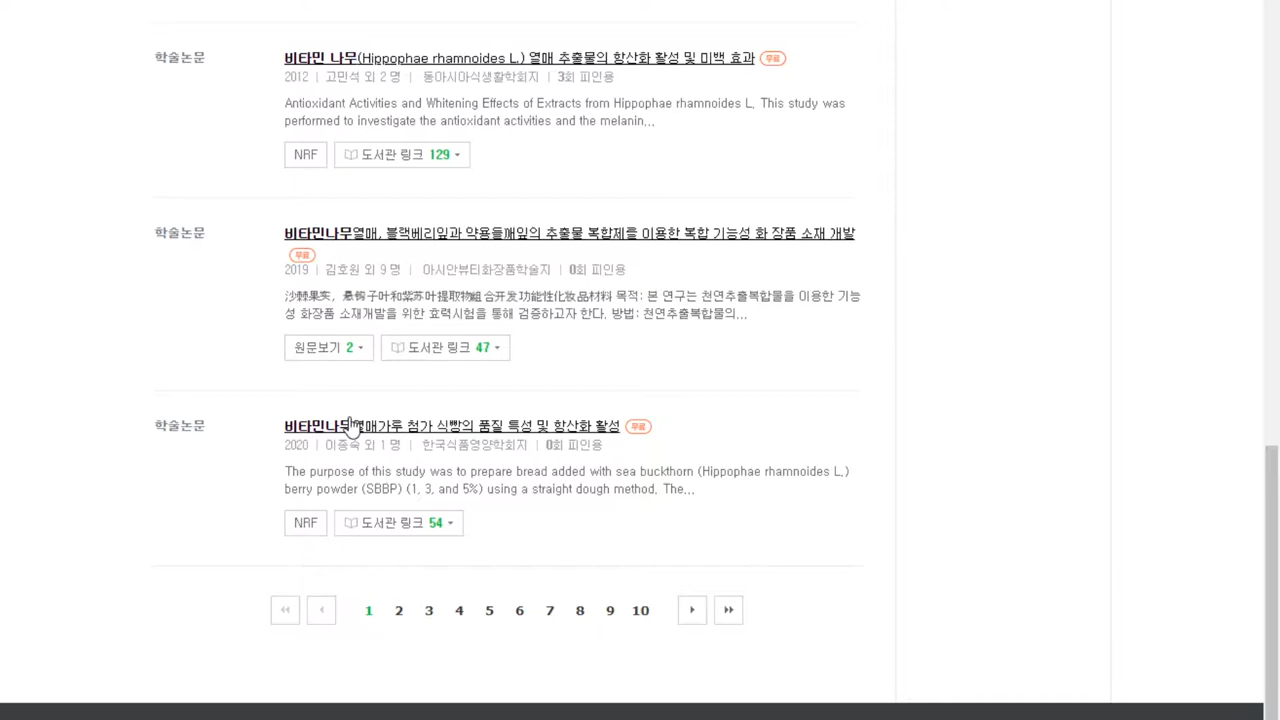 학술논문
비타민 나무(Hippophae rhamnoides L.) 열매 추출물의 항산화 활성 및 미백 효과 무료
2012 | 고민석 외 2 명 | 동아시아식생활학회지 | 3회 피인용
Antioxidant Activities and Whitening Effects of Extracts from Hippophae rhamnoides L. This study was
performed to investigate the antioxidant activities and the melanin...
NRF 도서관 링크 129
학술논문
비타민나무열매, 블랙베리잎과 약용들깨잎의 추출물 복합제를 이용한 복합 기능성 화 장품 소재 개발
무료
2019 | 김호원 외 9 명 | 아시안뷰티화장품학술지 | 0회 피인용
沙棘果实，悬钩子叶和紫苏叶提取物组合开发功能性化妆品材料 목적: 본 연구는 천연추출복합물을 이용한 기능
성 화장품 소재개발을 위한 효력시험을 통해 검증하고자 한다. 방법: 천연추출복합물의...
원문보기 2 도서관 링크 47
학술논문
비타민나무열매가루 첨가 식빵의 품질 특성 및 항산화 활성 무료
2020 | 이종숙 외 1 명 | 한국식품영양학회지 | 0회 피인용
The purpose of this study was to prepare bread added with sea buckthorn (Hippophae rhamnoides L.)
berry powder (SBBP) (1, 3, and 5%) using a straight dough method. The...
NRF 도서관 링크 54
1 2 3 4 5 6 7 8 9 10